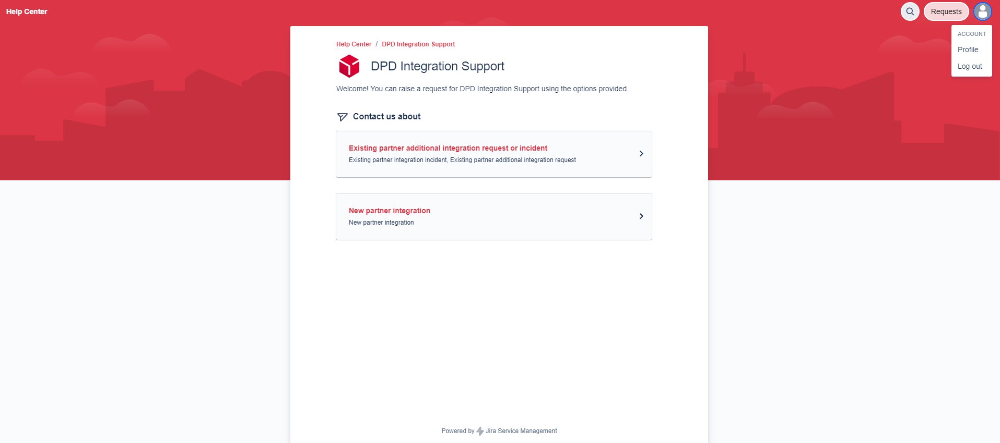 Help Center
Requests
ACCOUNT
Profile
Log out
Help Center / DPD Integration Support
DPD Integration Support
Welcome! You can raise a request for DPD Integration Support using the options provided.
Contact us about
Existing partner additional integration request or incident
Existing partner integration incident, Existing partner additional integration request
New partner integration
New partner integration
Powered by Jira Service Management